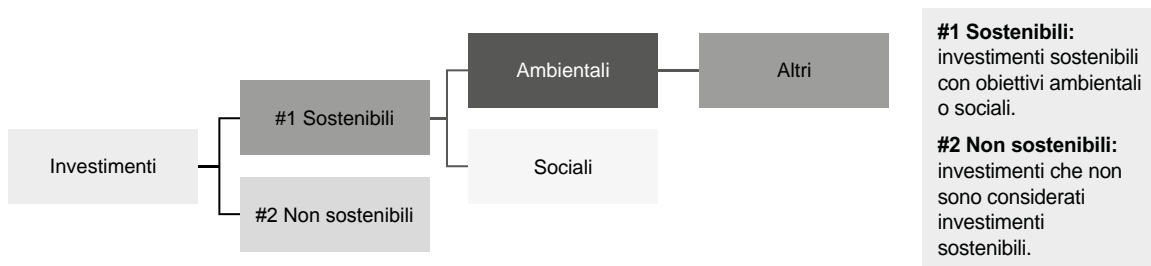 Investimenti
#1 Sostenibili
#2 Non sostenibili
Ambientali
Sociali
Altri
#1 Sostenibili:
investimenti sostenibili
con obiettivi ambientali
o sociali.
#2 Non sostenibili:
investimenti che non
sono considerati
investimenti
sostenibili.